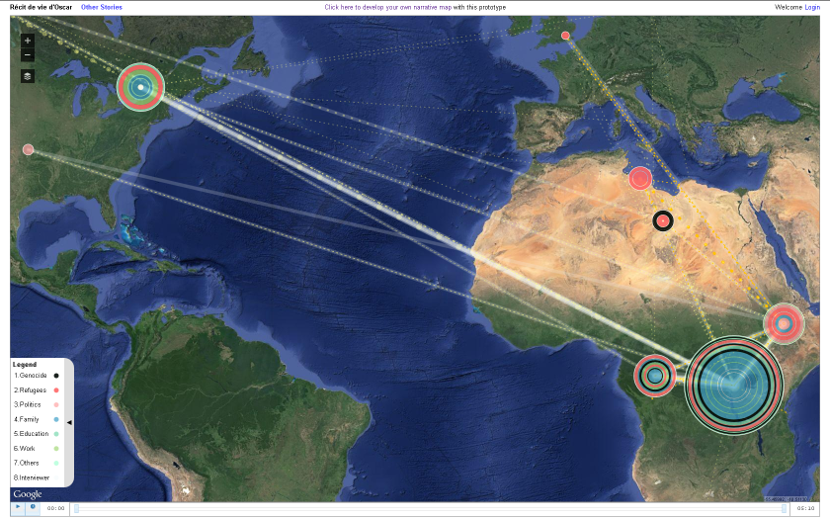 Récit de vie d'Oscar Other Stories Click here to develop your own narrative map with this prototype Welcome Login
+
−
Legend
1.Genocide
2.Refugees
3.Politics
4.Family
5.Education
6.Work
7.Others
8.Interviewer
Google
00:00 05:10